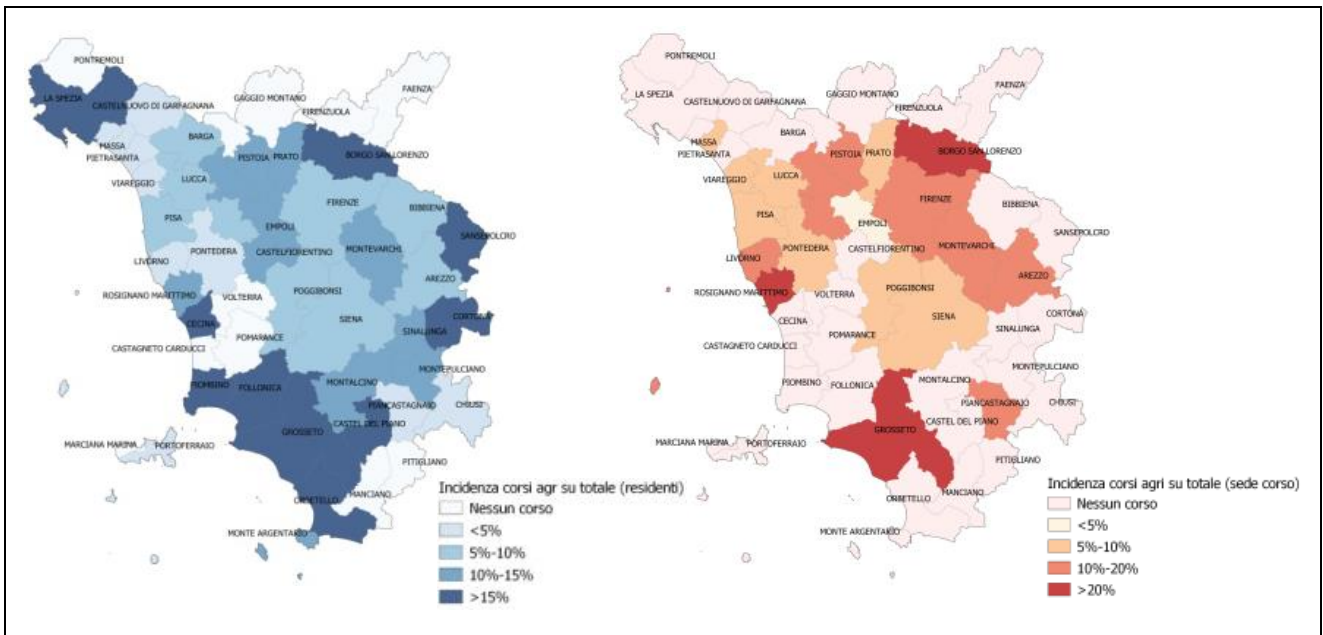 PONTREMOLI
LA SPEZIA
CASTELNUOVO DI GARFAGNANA
GAGGIO MONTANO
FAENZA
FIRENZUOLA
MASSA
BARGA
PIETRASANTA
PISTOIA
PRATO
BORGO SAN LORENZO
VIAREGGIO
LUCCA
FIRENZE
BIBBIENA
PISA
EMPOLI
SANSEPOLCRO
LIVORNO
PONTEDERA
CASTELFIORENTINO
MONTEVARCHI
AREZZO
ROSIGNANO MARITTIMO
VOLTERRA
POGGIBONSI
SIENA
CECINA
POMARANCE
SINALUNGA
CORTONA
CASTAGNETO CARDUCCI
MONTEPULCIANO
PIOMBINO
FOLLONICA
MONTALCINO
PIANCASTAGNAIO
CHIUSI
GROSSETO
CASTEL DEL PIANO
MARCIANA MARINA
PORTOFERRAIO
PITIGLIANO
MANCIANO
ORBETELLO
MONTE ARGENTARIO
Incidenza corsi agr su totale (residenti)
Nessun corso
<5%
5%-10%
10%-15%
>15%
PONTREMOLI
LA SPEZIA
CASTELNUOVO DI GARFAGNANA
GAGGIO MONTANO
FAENZA
FIRENZUOLA
MASSA
BARGA
PIETRASANTA
PISTOIA
PRATO
BORGO SAN LORENZO
VIAREGGIO
LUCCA
FIRENZE
BIBBIENA
PISA
EMPOLI
SANSEPOLCRO
LIVORNO
PONTEDERA
CASTELFIORENTINO
MONTEVARCHI
AREZZO
ROSIGNANO MARITTIMO
VOLTERRA
POGGIBONSI
SIENA
CECINA
POMARANCE
SINALUNGA
CORTONA
CASTAGNETO CARDUCCI
MONTEPULCIANO
PIOMBINO
FOLLONICA
MONTALCINO
PIANCASTAGNAIO
CHIUSI
GROSSETO
CASTEL DEL PIANO
MARCIANA MARINA
PORTOFERRAIO
PITIGLIANO
MANCIANO
ORBETELLO
MONTE ARGENTARIO
Incidenza corsi agri su totale (sede corso)
Nessun corso
<5%
5%-10%
10%-20%
>20%